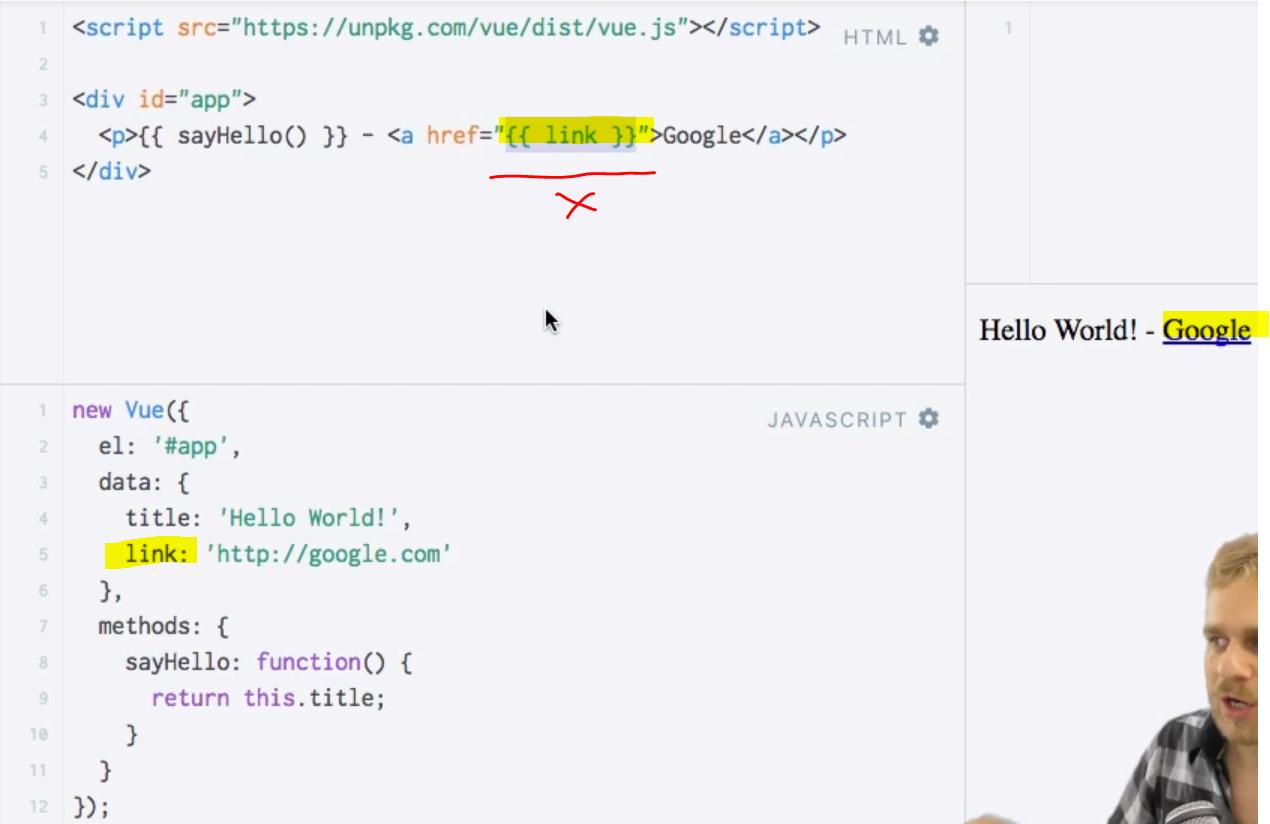 1 <script src="https://unpkg.com/vue/dist/vue.js"></script>
HTML
2
3 <div id="app">
4   <p>{{ sayHello() }} - <a href="{{ link }}">Google</a></p>
5 </div>
1
Hello World! - Google
JAVASCRIPT
1 new Vue({
2   el: '#app',
3   data: {
4     title: 'Hello World!',
5     link: 'http://google.com'
6   },
7   methods: {
8     sayHello: function() {
9       return this.title;
10     }
11   }
12 });